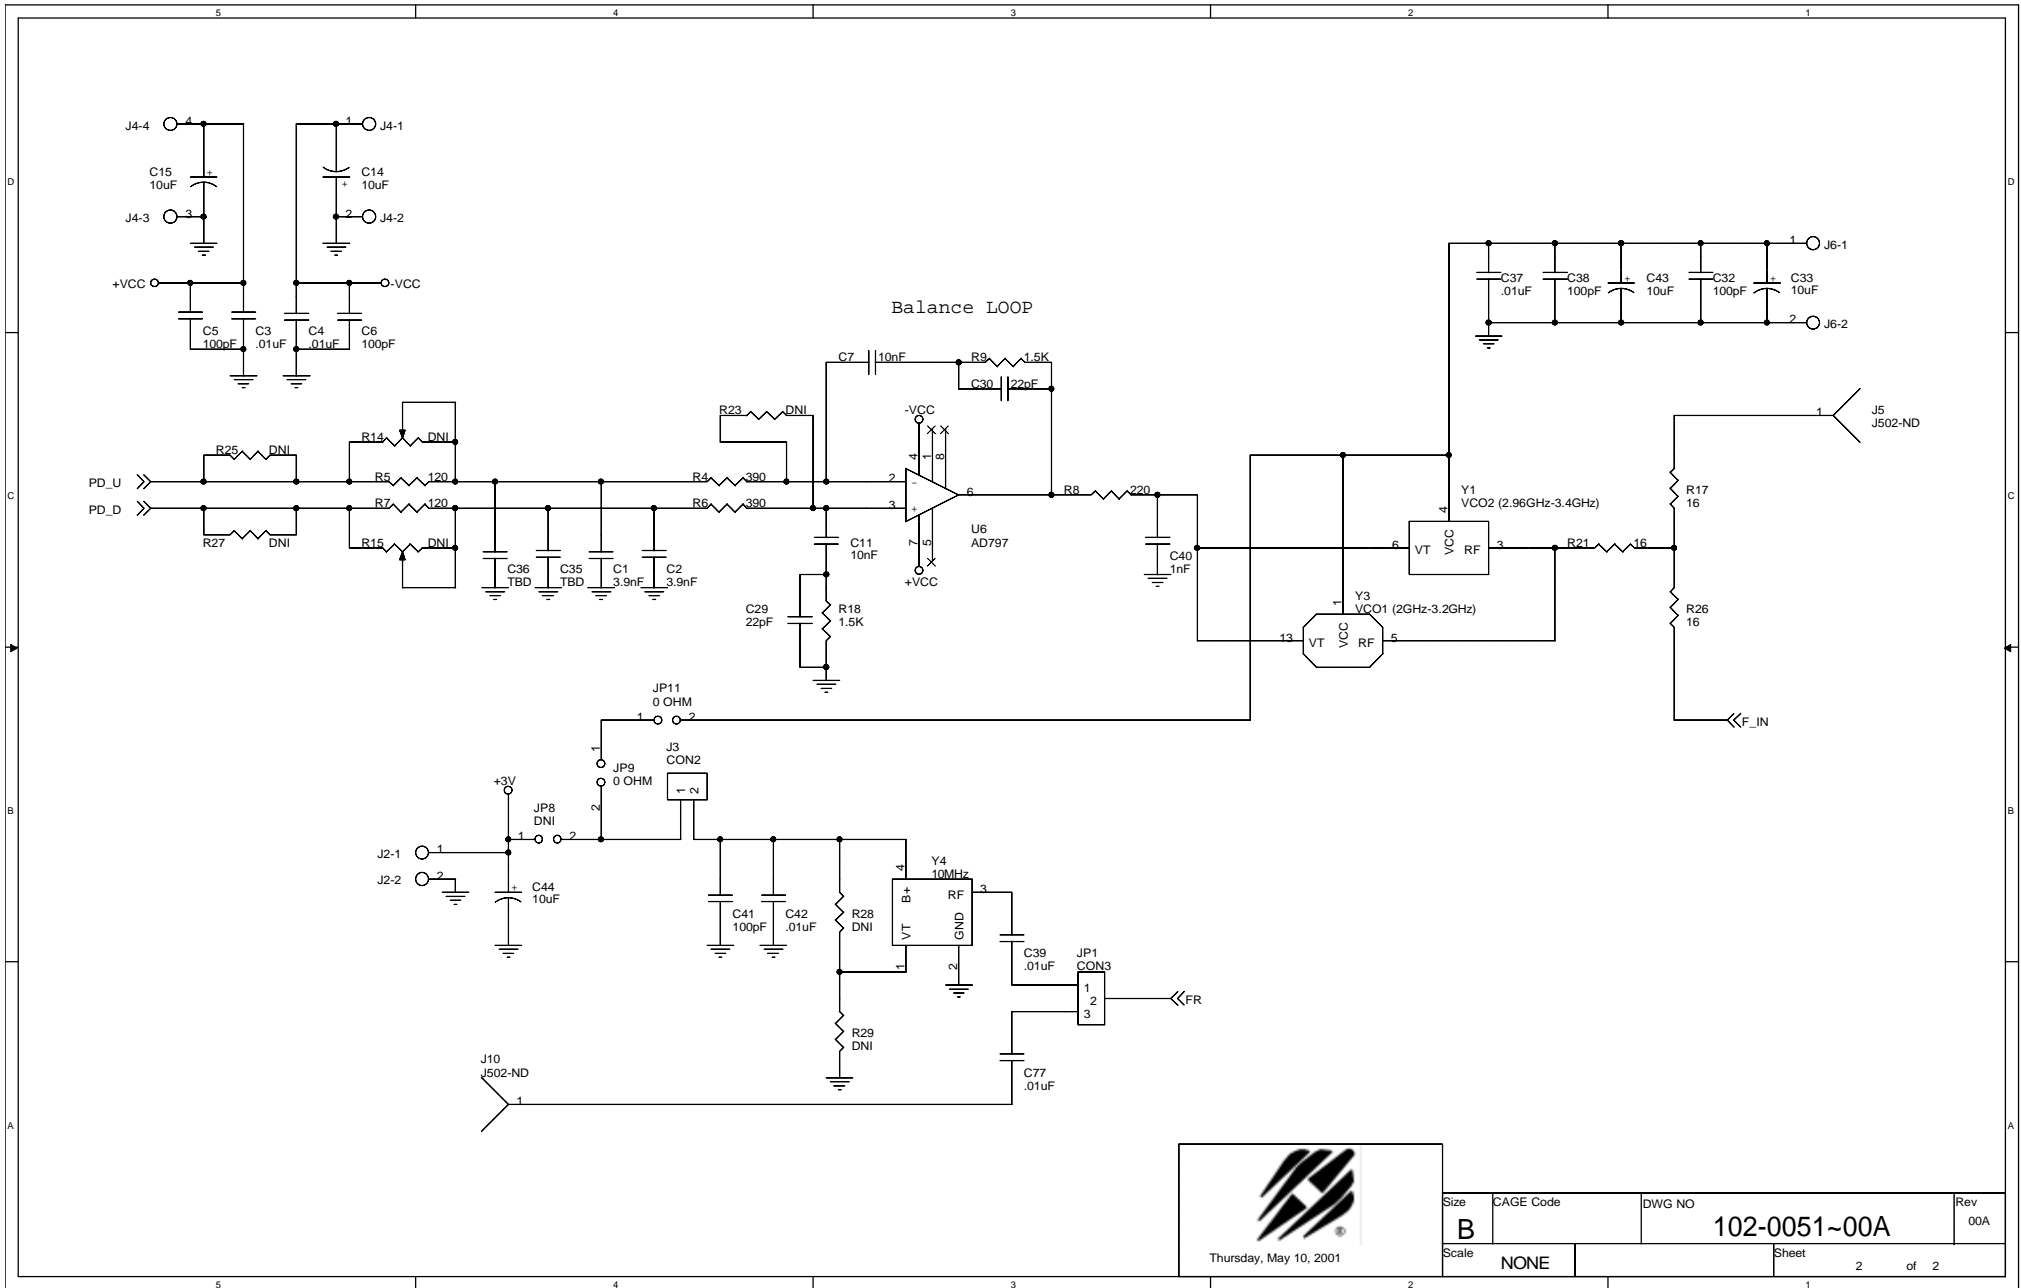 5 4 3 2 1
D D
C C
B B
A A
J4-4 4
1 J4-1
C15
10uF
C14
10uF
J4-3 3
2 J4-2
+VCC
-VCC
C5
100pF
C3
.01uF
C4
.01uF
C6
100pF
Balance LOOP
1 J6-1
C37
.01uF
C38
100pF
C43
10uF
C32
100pF
C33
10uF
2 J6-2
C7 10nF
R9 1.5K
C30 22pF
R23 DNI
-VCC
4 1 8
R14 DNI
R25 DNI
PD_U
R5 120
R4 390
2
6
R8 220
PD_D
R7 120
R6 390
3
R27 DNI
R15 DNI
7 5
+VCC
U6
AD797
C36
TBD
C35
TBD
C1
3.9nF
C2
3.9nF
C11
10nF
C29
22pF
R18
1.5K
C40
1nF
Y1
VCO2 (2.96GHz-3.4GHz)
4
6 VT VCC RF 3
R21 16
Y3
VCO1 (2GHz-3.2GHz)
1
13 VT VCC RF 5
1
J5
J502-ND
R17
16
R26
16
F_IN
JP11
0 OHM
1 2
1
JP9
0 OHM
2
J3
CON2
1 2
+3V
JP8
DNI
1 2
J2-1 1
J2-2 2
C44
10uF
C41
100pF
C42
.01uF
R28
DNI
R29
DNI
Y4
10MHz
4
B+ RF 3
VT GND
1 2
C39
.01uF
JP1
CON3
1
2
3
FR
C77
.01uF
J10
J502-ND
1
®
Thursday, May 10, 2001
Size
B
CAGE Code
DWG NO
102-0051~00A
Rev
00A
Scale
NONE
Sheet
2 of 2
5 4 3 2 1